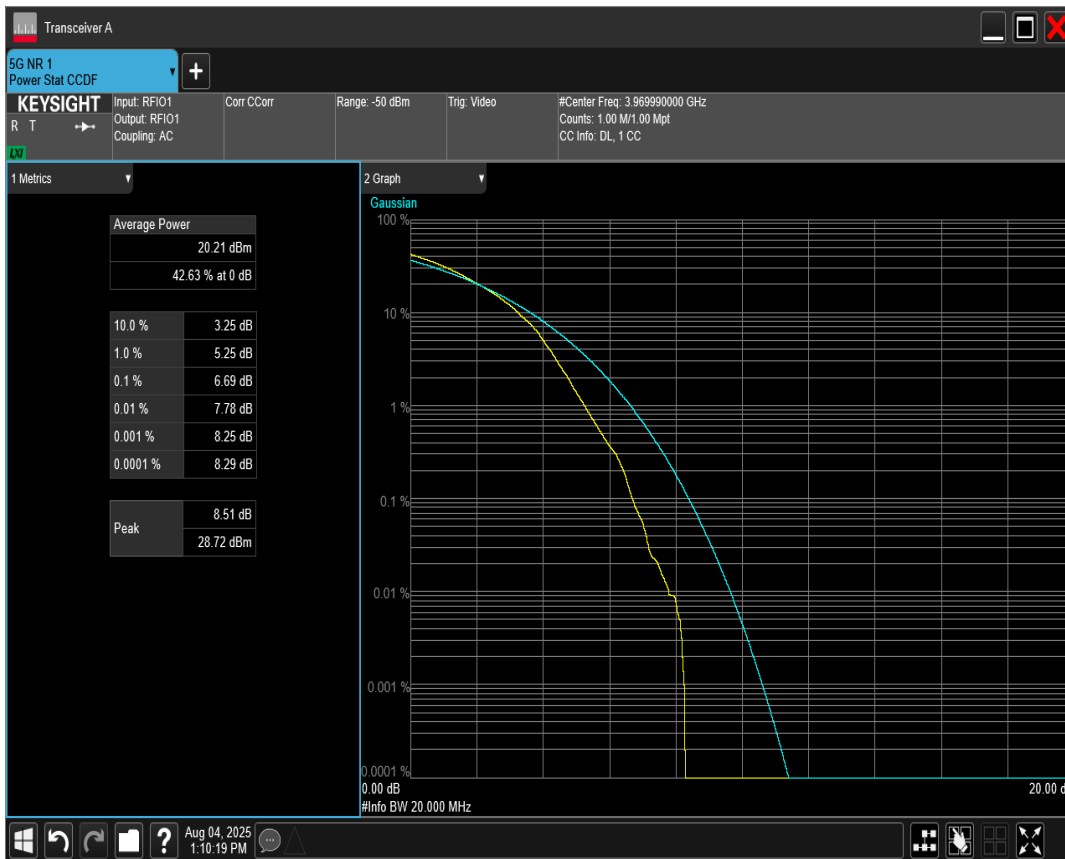 Transceiver A
5G NR 1
Power Stat CCDF
+
KEYSIGHT
R T
LXI
Input: RFIO1
Output: RFIO1
Coupling: AC
Corr CCorr
Range: -50 dBm
Trig: Video
#Center Freq: 3.969990000 GHz
Counts: 1.00 M/1.00 Mpt
CC Info: DL, 1 CC
1 Metrics
Average Power
20.21 dBm
42.63 % at 0 dB
10.0 % 3.25 dB
1.0 % 5.25 dB
0.1 % 6.69 dB
0.01 % 7.78 dB
0.001 % 8.25 dB
0.0001 % 8.29 dB
Peak
8.51 dB
28.72 dBm
2 Graph
Gaussian
100 %
10 %
1 %
0.1 %
0.01 %
0.001 %
0.0001 %
0.00 dB 20.00 d
#Info BW 20.000 MHz
?
Aug 04, 2025
1:10:19 PM